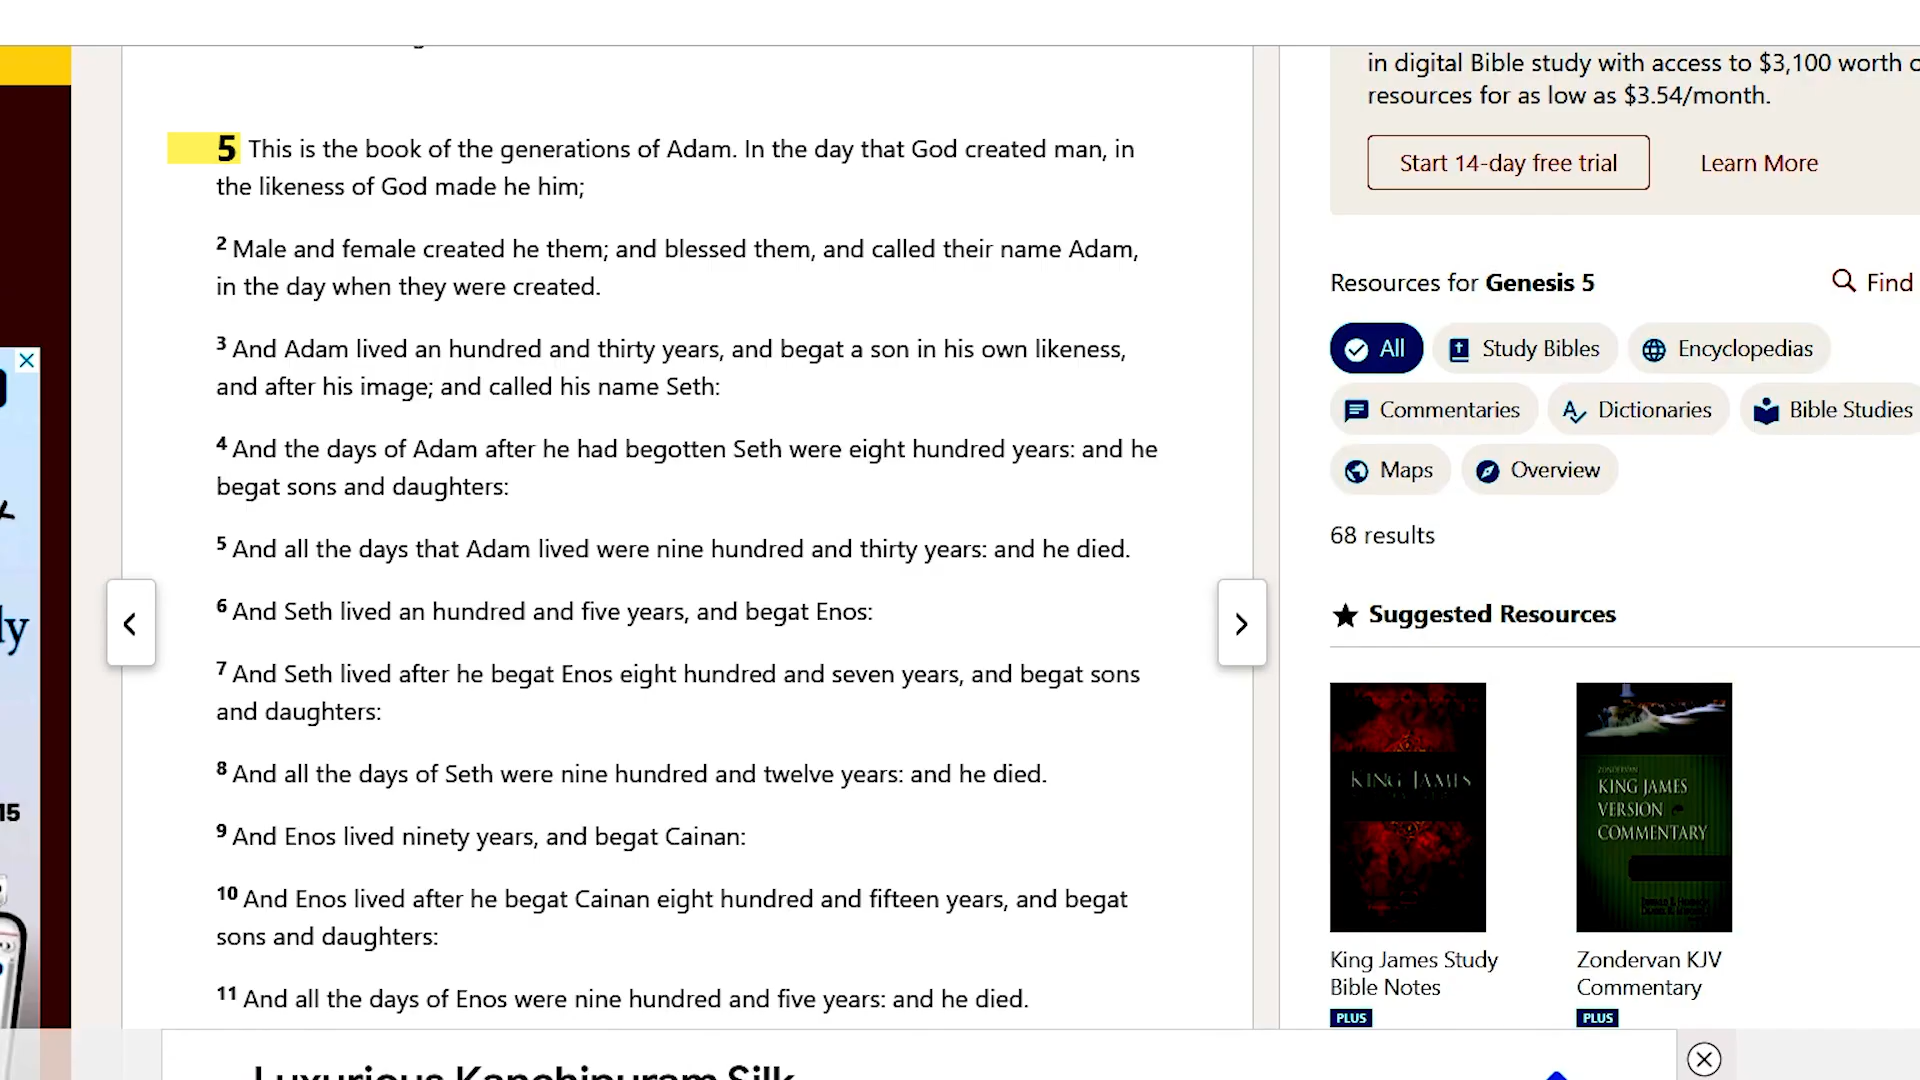 in digital Bible study with access to $3,100 worth
resources for as low as $3.54/month.
Start 14-day free trial
Learn More
5 This is the book of the generations of Adam. In the day that God created man, in
the likeness of God made he him;
2 Male and female created he them; and blessed them, and called their name Adam,
in the day when they were created.
3 And Adam lived an hundred and thirty years, and begat a son in his own likeness,
and after his image; and called his name Seth:
4 And the days of Adam after he had begotten Seth were eight hundred years: and he
begat sons and daughters:
5 And all the days that Adam lived were nine hundred and thirty years: and he died.
6 And Seth lived an hundred and five years, and begat Enos:
7 And Seth lived after he begat Enos eight hundred and seven years, and begat sons
and daughters:
8 And all the days of Seth were nine hundred and twelve years: and he died.
9 And Enos lived ninety years, and begat Cainan:
10 And Enos lived after he begat Cainan eight hundred and fifteen years, and begat
sons and daughters:
11 And all the days of Enos were nine hundred and five years: and he died.
Resources for Genesis 5
Find
All
Study Bibles
Encyclopedias
Commentaries
Dictionaries
Bible Studies
Maps
Overview
68 results
Suggested Resources
KING JAMES
ZONDERVAN
KING JAMES
VERSION
COMMENTARY
King James Study
Bible Notes
PLUS
Zondervan KJV
Commentary
PLUS
ly
15
Luxurious Kanchipuram Silk